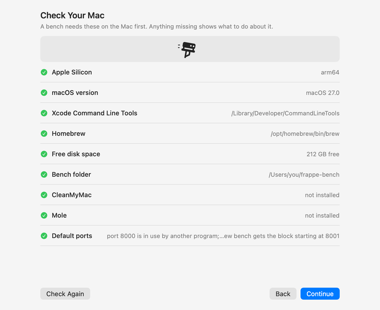 Check Your Mac
A bench needs these on the Mac first. Anything missing shows what to do about it.
Apple Silicon arm64
macOS version macOS 27.0
Xcode Command Line Tools /Library/Developer/CommandLineTools
Homebrew /opt/homebrew/bin/brew
Free disk space 212 GB free
Bench folder /Users/you/frappe-bench
CleanMyMac not installed
Mole not installed
Default ports port 8000 is in use by another program;...ew bench gets the block starting at 8001
Check Again Back Continue